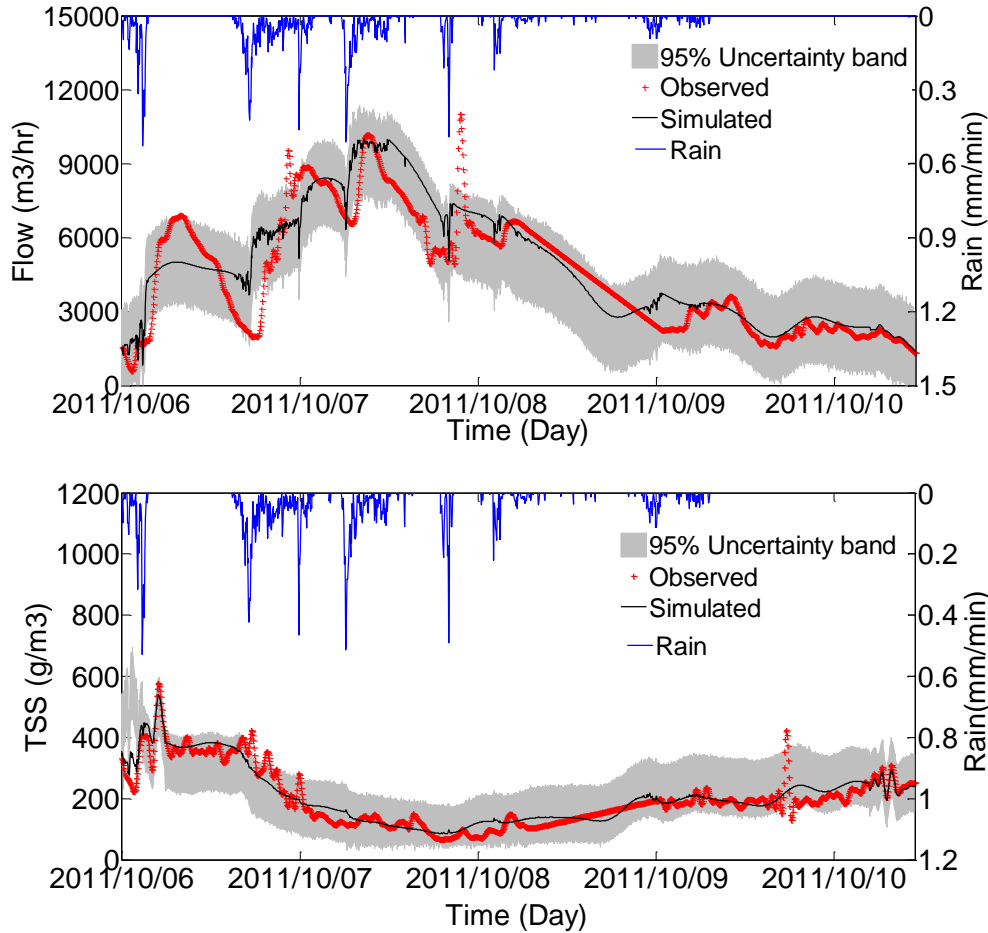 15000
12000
9000
6000
3000
0
Flow (m3/hr)
95% Uncertainty band
Observed
Simulated
Rain
0
0.3
0.6
0.9
1.2
1.5
Rain (mm/min)
2011/10/06 2011/10/07 2011/10/08 2011/10/09 2011/10/10
Time (Day)
1200
1000
800
600
400
200
0
TSS (g/m3)
95% Uncertainty band
Observed
Simulated
Rain
0
0.2
0.4
0.6
0.8
1
1.2
Rain(mm/min)
2011/10/06 2011/10/07 2011/10/08 2011/10/09 2011/10/10
Time (Day)